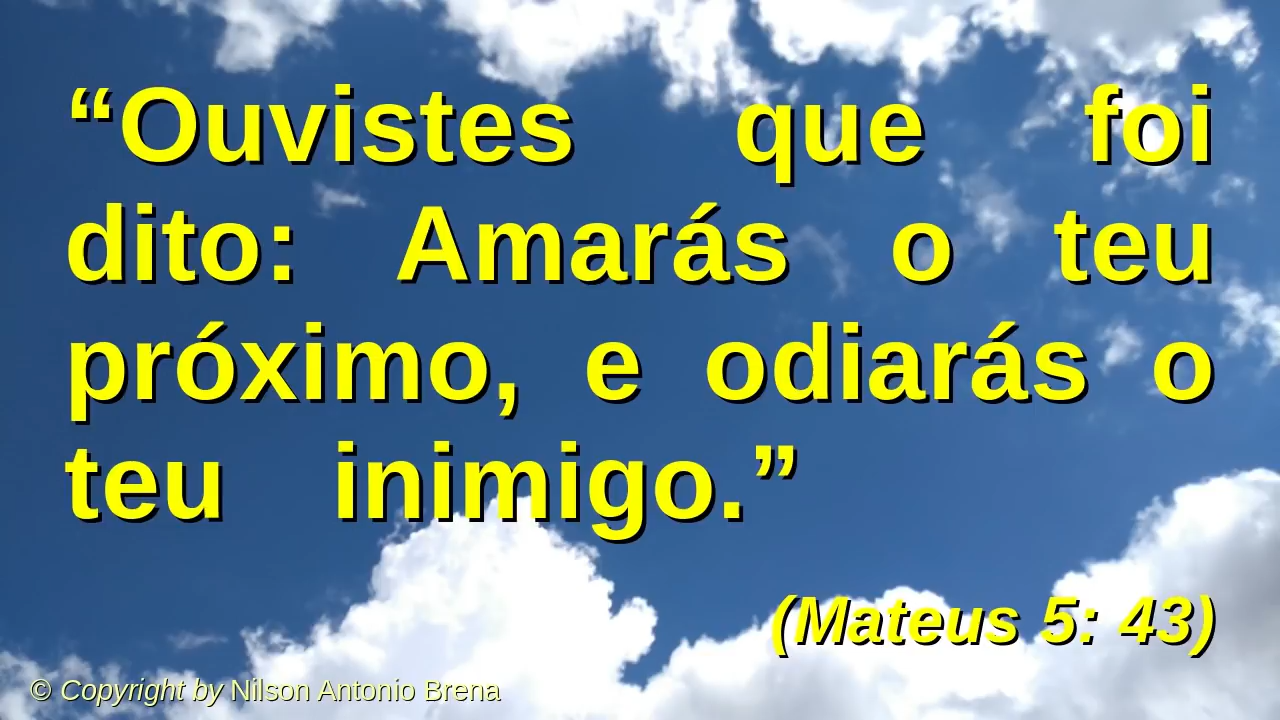 “Ouvistes que foi
dito: Amarás o teu
próximo, e odiarás o
teu inimigo.”
(Mateus 5: 43)
© Copyright by Nilson Antonio Brena